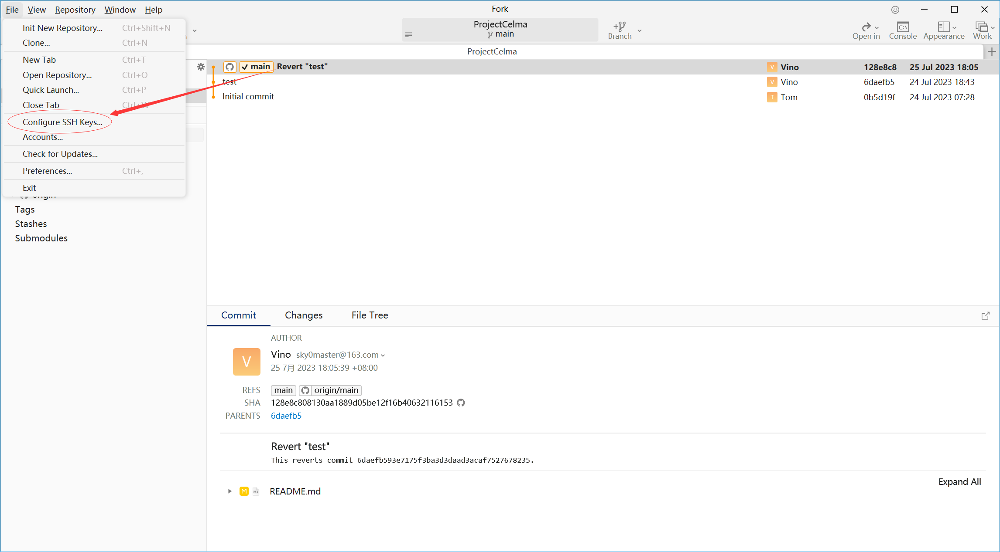 File View Repository Window Help
Fork
Init New Repository... Ctrl+Shift+N
Clone... Ctrl+N
New Tab Ctrl+T
Open Repository... Ctrl+O
Quick Launch... Ctrl+P
Close Tab Ctrl+W
Configure SSH Keys...
Accounts...
Check for Updates...
Preferences... Ctrl+,
Exit
origin
Tags
Stashes
Submodules
ProjectCelma
main
Branch
Open in
Console
Appearance
Work
ProjectCelma
main Revert "test" V Vino 128e8c8 25 Jul 2023 18:05
test V Vino 6daefb5 24 Jul 2023 18:43
Initial commit T Tom 0b5d19f 24 Jul 2023 07:28
Commit Changes File Tree
AUTHOR
V
Vino sky0master@163.com
25 7月 2023 18:05:39 +08:00
REFS main origin/main
SHA 128e8c808130aa1889d05be12f16b40632116153
PARENTS 6daefb5
Revert "test"
This reverts commit 6daefb593e7175f3ba3d3daad3acaf7527678235.
Expand All
M README.md